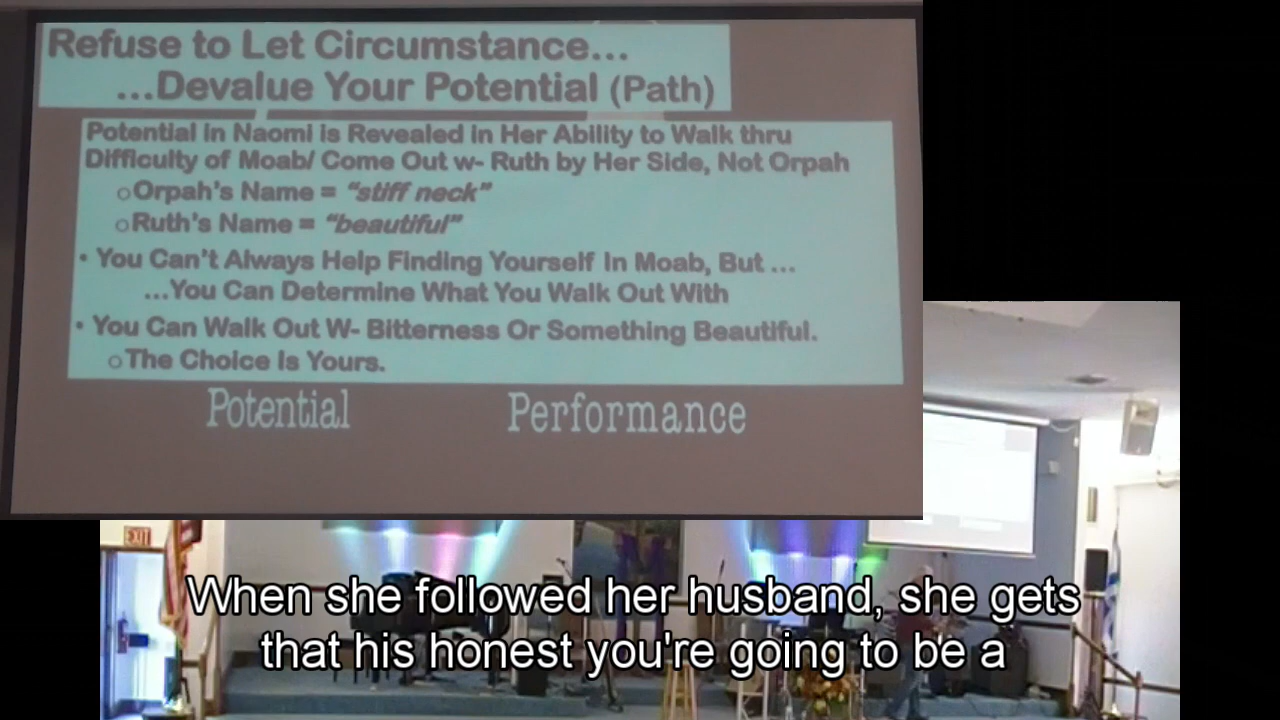 Refuse to Let Circumstance...
...Devalue Your Potential (Path)
Potential in Naomi is Revealed in Her Ability to Walk thru
Difficulty of Moab/ Come Out w- Ruth by Her Side, Not Orpah
○Orpah's Name = “stiff neck”
○Ruth's Name = “beautiful”
• You Can't Always Help Finding Yourself In Moab, But ...
...You Can Determine What You Walk Out With
• You Can Walk Out W- Bitterness Or Something Beautiful.
○The Choice Is Yours.
Potential Performance
EXIT
When she followed her husband, she gets
that his honest you're going to be a